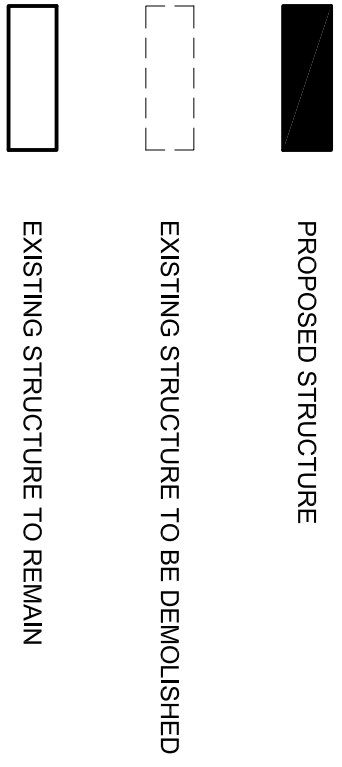 PROPOSED STRUCTURE
EXISTING STRUCTURE TO BE DEMOLISHED
EXISTING STRUCTURE TO REMAIN